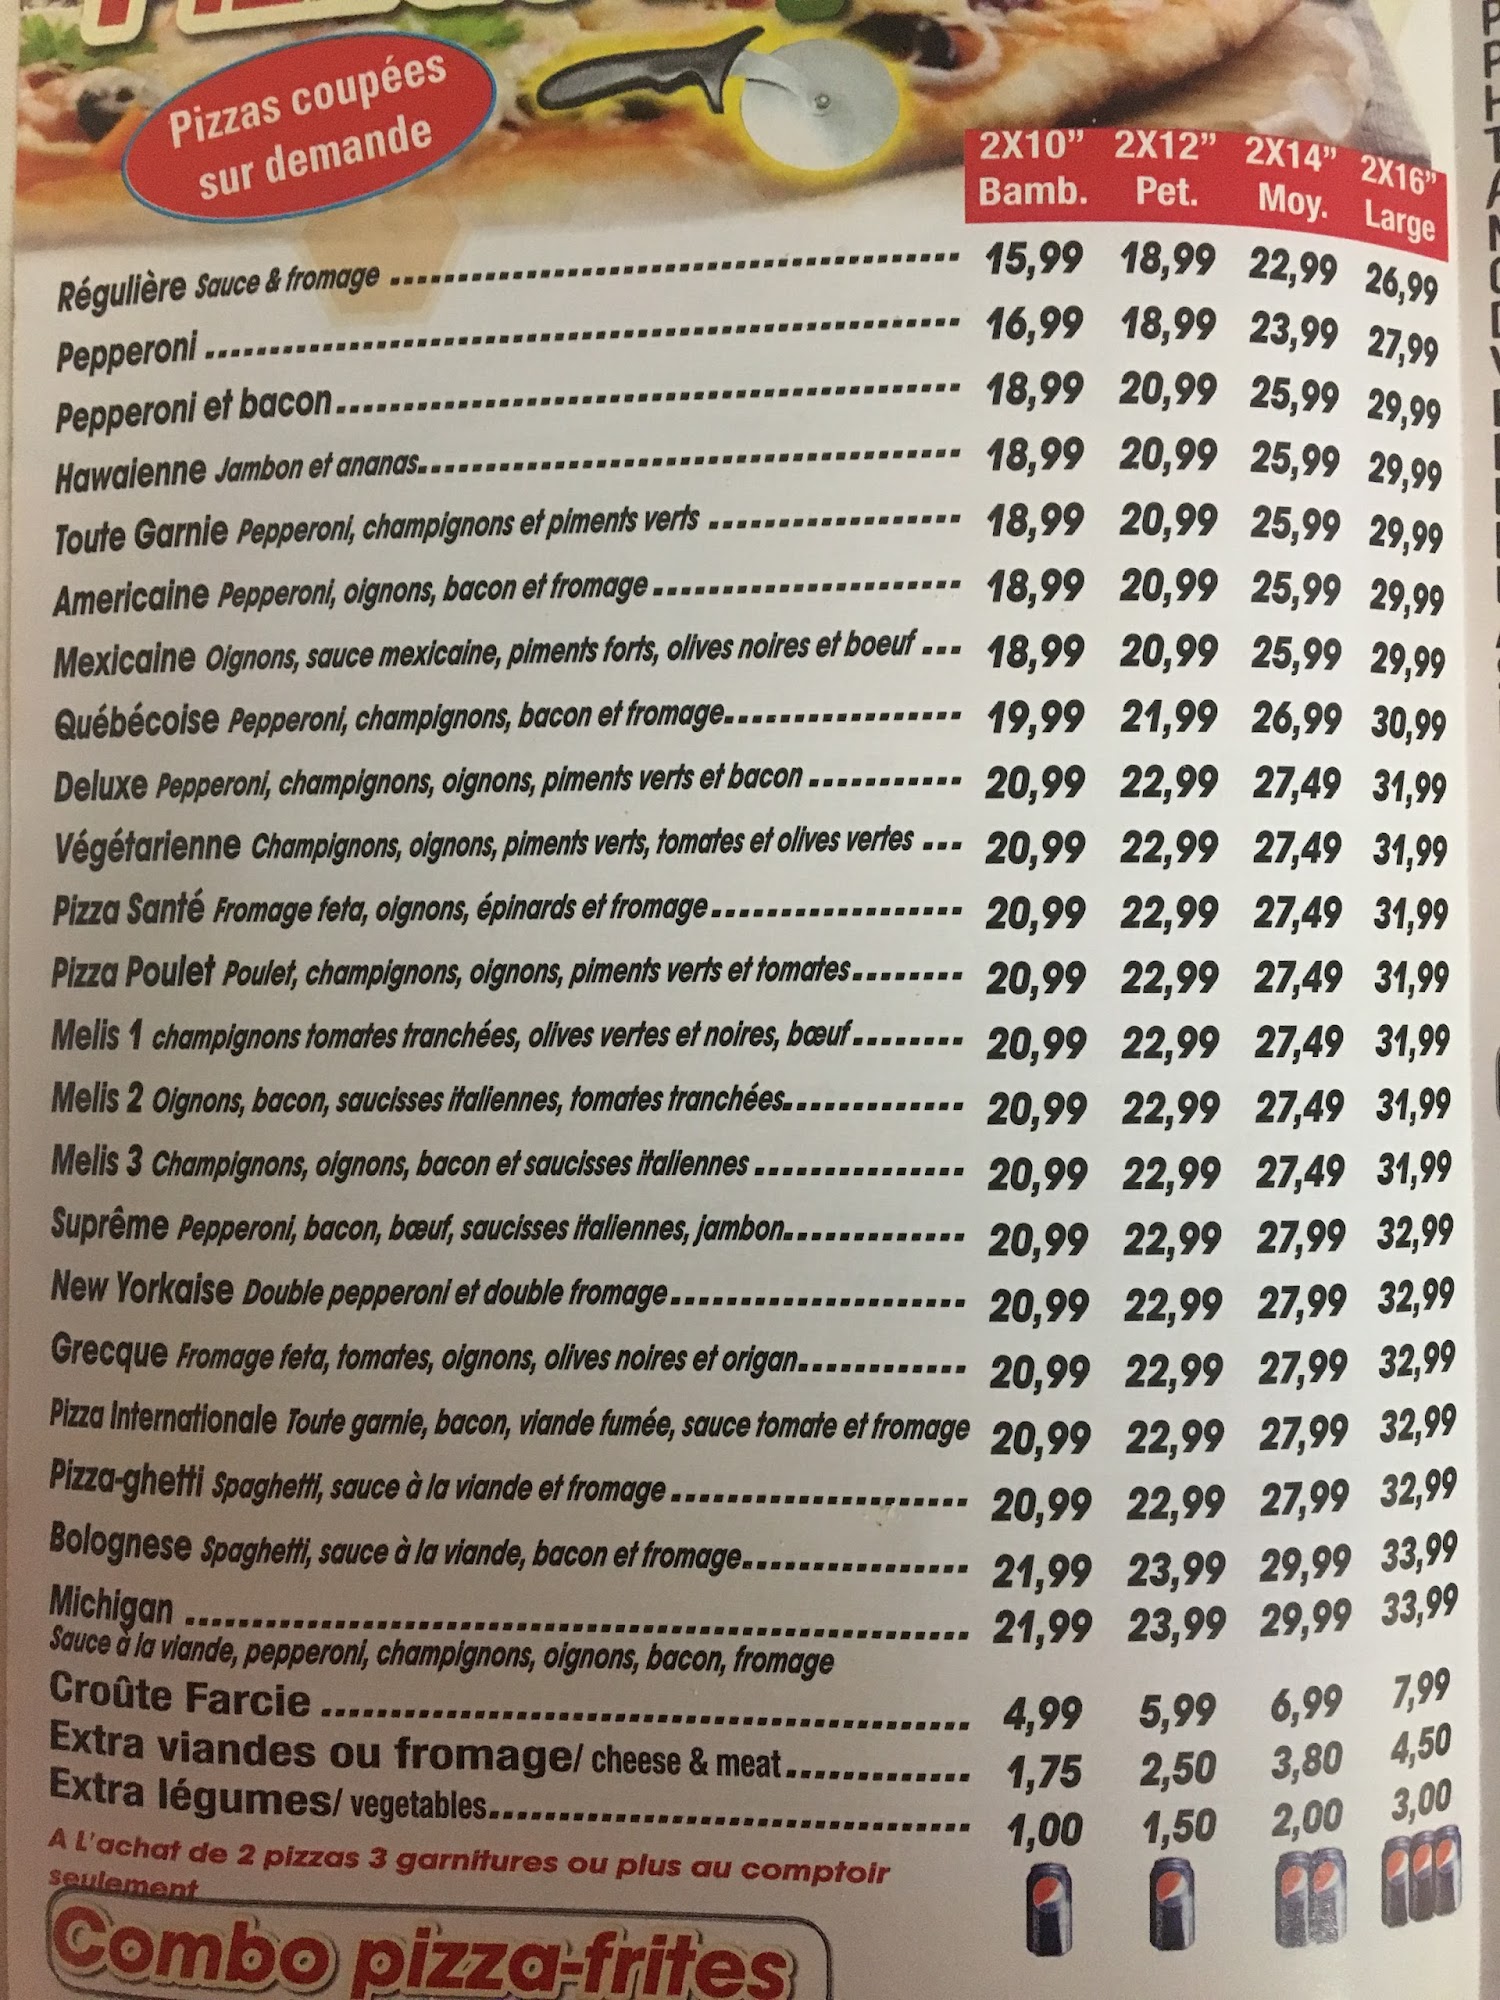 Pizzas coupées
sur demande
2X10" 2X12" 2X14" 2X16"
Bamb. Pet. Moy. Large
Régulière Sauce & fromage 15,99 18,99 22,99 26,99
Pepperoni 16,99 18,99 23,99 27,99
Pepperoni et bacon 18,99 20,99 25,99 29,99
Hawaienne Jambon et ananas 18,99 20,99 25,99 29,99
Toute Garnie Pepperoni, champignons et piments verts 18,99 20,99 25,99 29,99
Americaine Pepperoni, oignons, bacon et fromage 18,99 20,99 25,99 29,99
Mexicaine Oignons, sauce mexicaine, piments forts, olives noires et boeuf 18,99 20,99 25,99 29,99
Québécoise Pepperoni, champignons, bacon et fromage 19,99 21,99 26,99 30,99
Deluxe Pepperoni, champignons, oignons, piments verts et bacon 20,99 22,99 27,49 31,99
Végétarienne Champignons, oignons, piments verts, tomates et olives vertes 20,99 22,99 27,49 31,99
Pizza Santé Fromage feta, oignons, épinards et fromage 20,99 22,99 27,49 31,99
Pizza Poulet Poulet, champignons, oignons, piments verts et tomates 20,99 22,99 27,49 31,99
Melis 1 champignons tomates tranchées, olives vertes et noires, bœuf 20,99 22,99 27,49 31,99
Melis 2 Oignons, bacon, saucisses italiennes, tomates tranchées 20,99 22,99 27,49 31,99
Melis 3 Champignons, oignons, bacon et saucisses italiennes 20,99 22,99 27,49 31,99
Suprême Pepperoni, bacon, bœuf, saucisses italiennes, jambon 20,99 22,99 27,99 32,99
New Yorkaise Double pepperoni et double fromage 20,99 22,99 27,99 32,99
Grecque Fromage feta, tomates, oignons, olives noires et origan 20,99 22,99 27,99 32,99
Pizza Internationale Toute garnie, bacon, viande fumée, sauce tomate et fromage 20,99 22,99 27,99 32,99
Pizza-ghetti Spaghetti, sauce à la viande et fromage 20,99 22,99 27,99 32,99
Bolognese Spaghetti, sauce à la viande, bacon et fromage 21,99 23,99 29,99 33,99
Michigan 21,99 23,99 29,99 33,99
Sauce à la viande, pepperoni, champignons, oignons, bacon, fromage
Croûte Farcie 4,99 5,99 6,99 7,99
Extra viandes ou fromage/ cheese & meat 1,75 2,50 3,80 4,50
Extra légumes/ vegetables 1,00 1,50 2,00 3,00
A L'achat de 2 pizzas 3 garnitures ou plus au comptoir
seulement
Combo pizza-frites